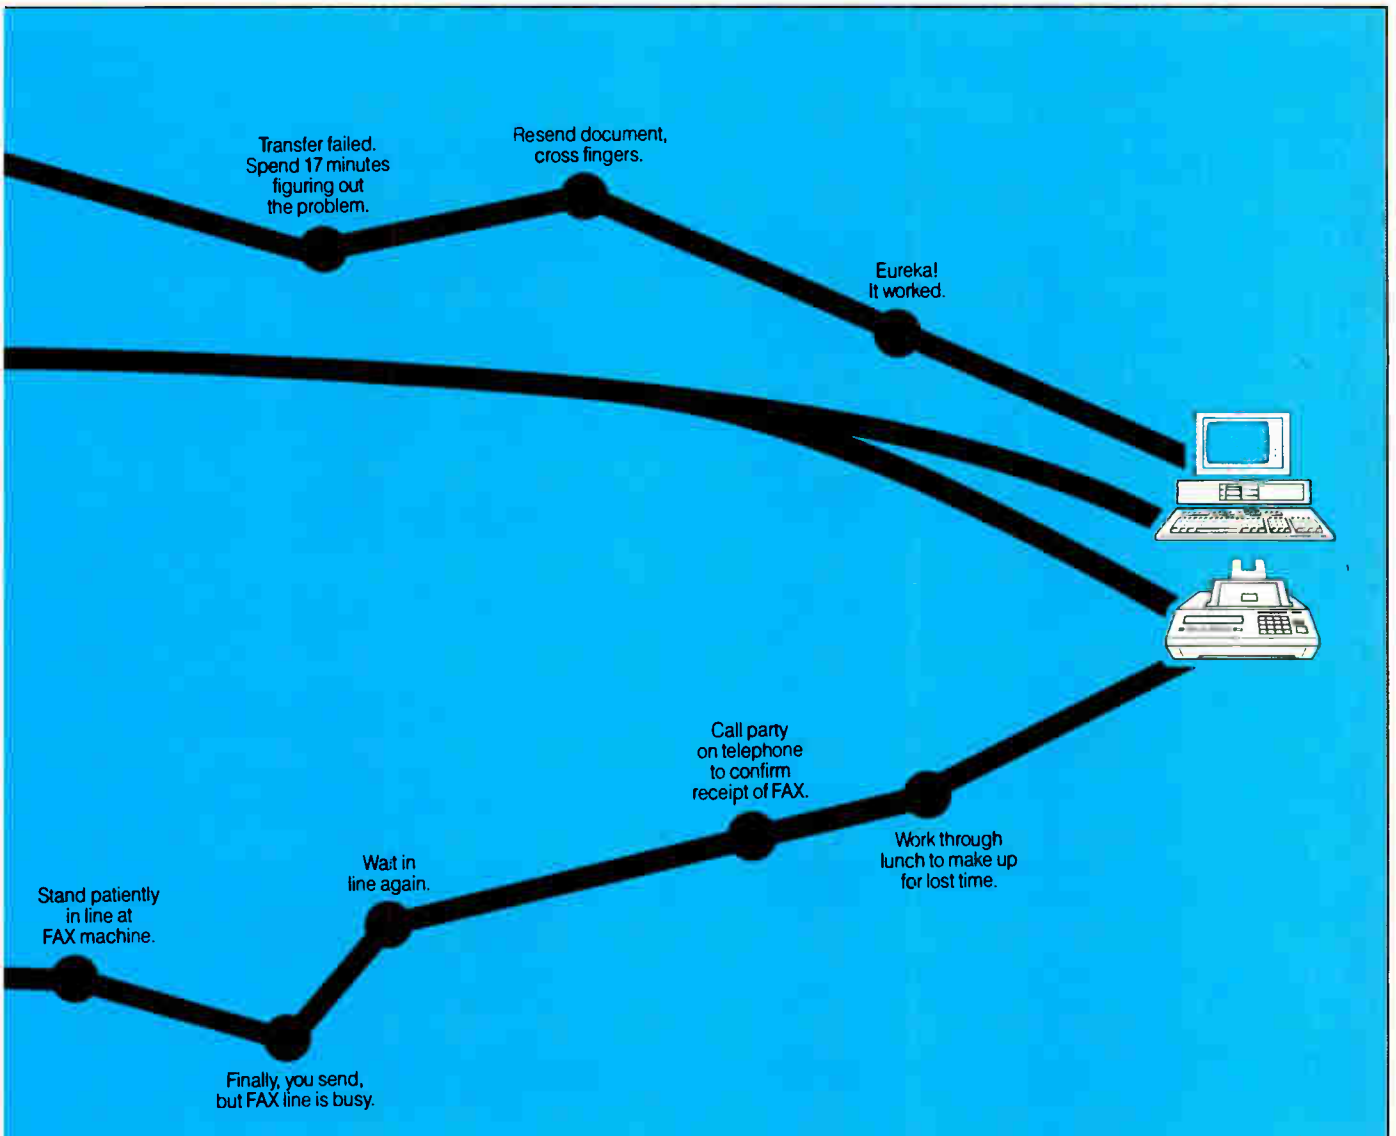 Transfer failed.
Spend 17 minutes
figuring out
the problem.
Resend document,
cross fingers.
Eureka!
It worked.
Call party
on telephone
to confirm
receipt of FAX.
Work through
lunch to make up
for lost time.
Wait in
line again.
Stand patiently
in line at
FAX machine.
Finally, you send,
but FAX line is busy.